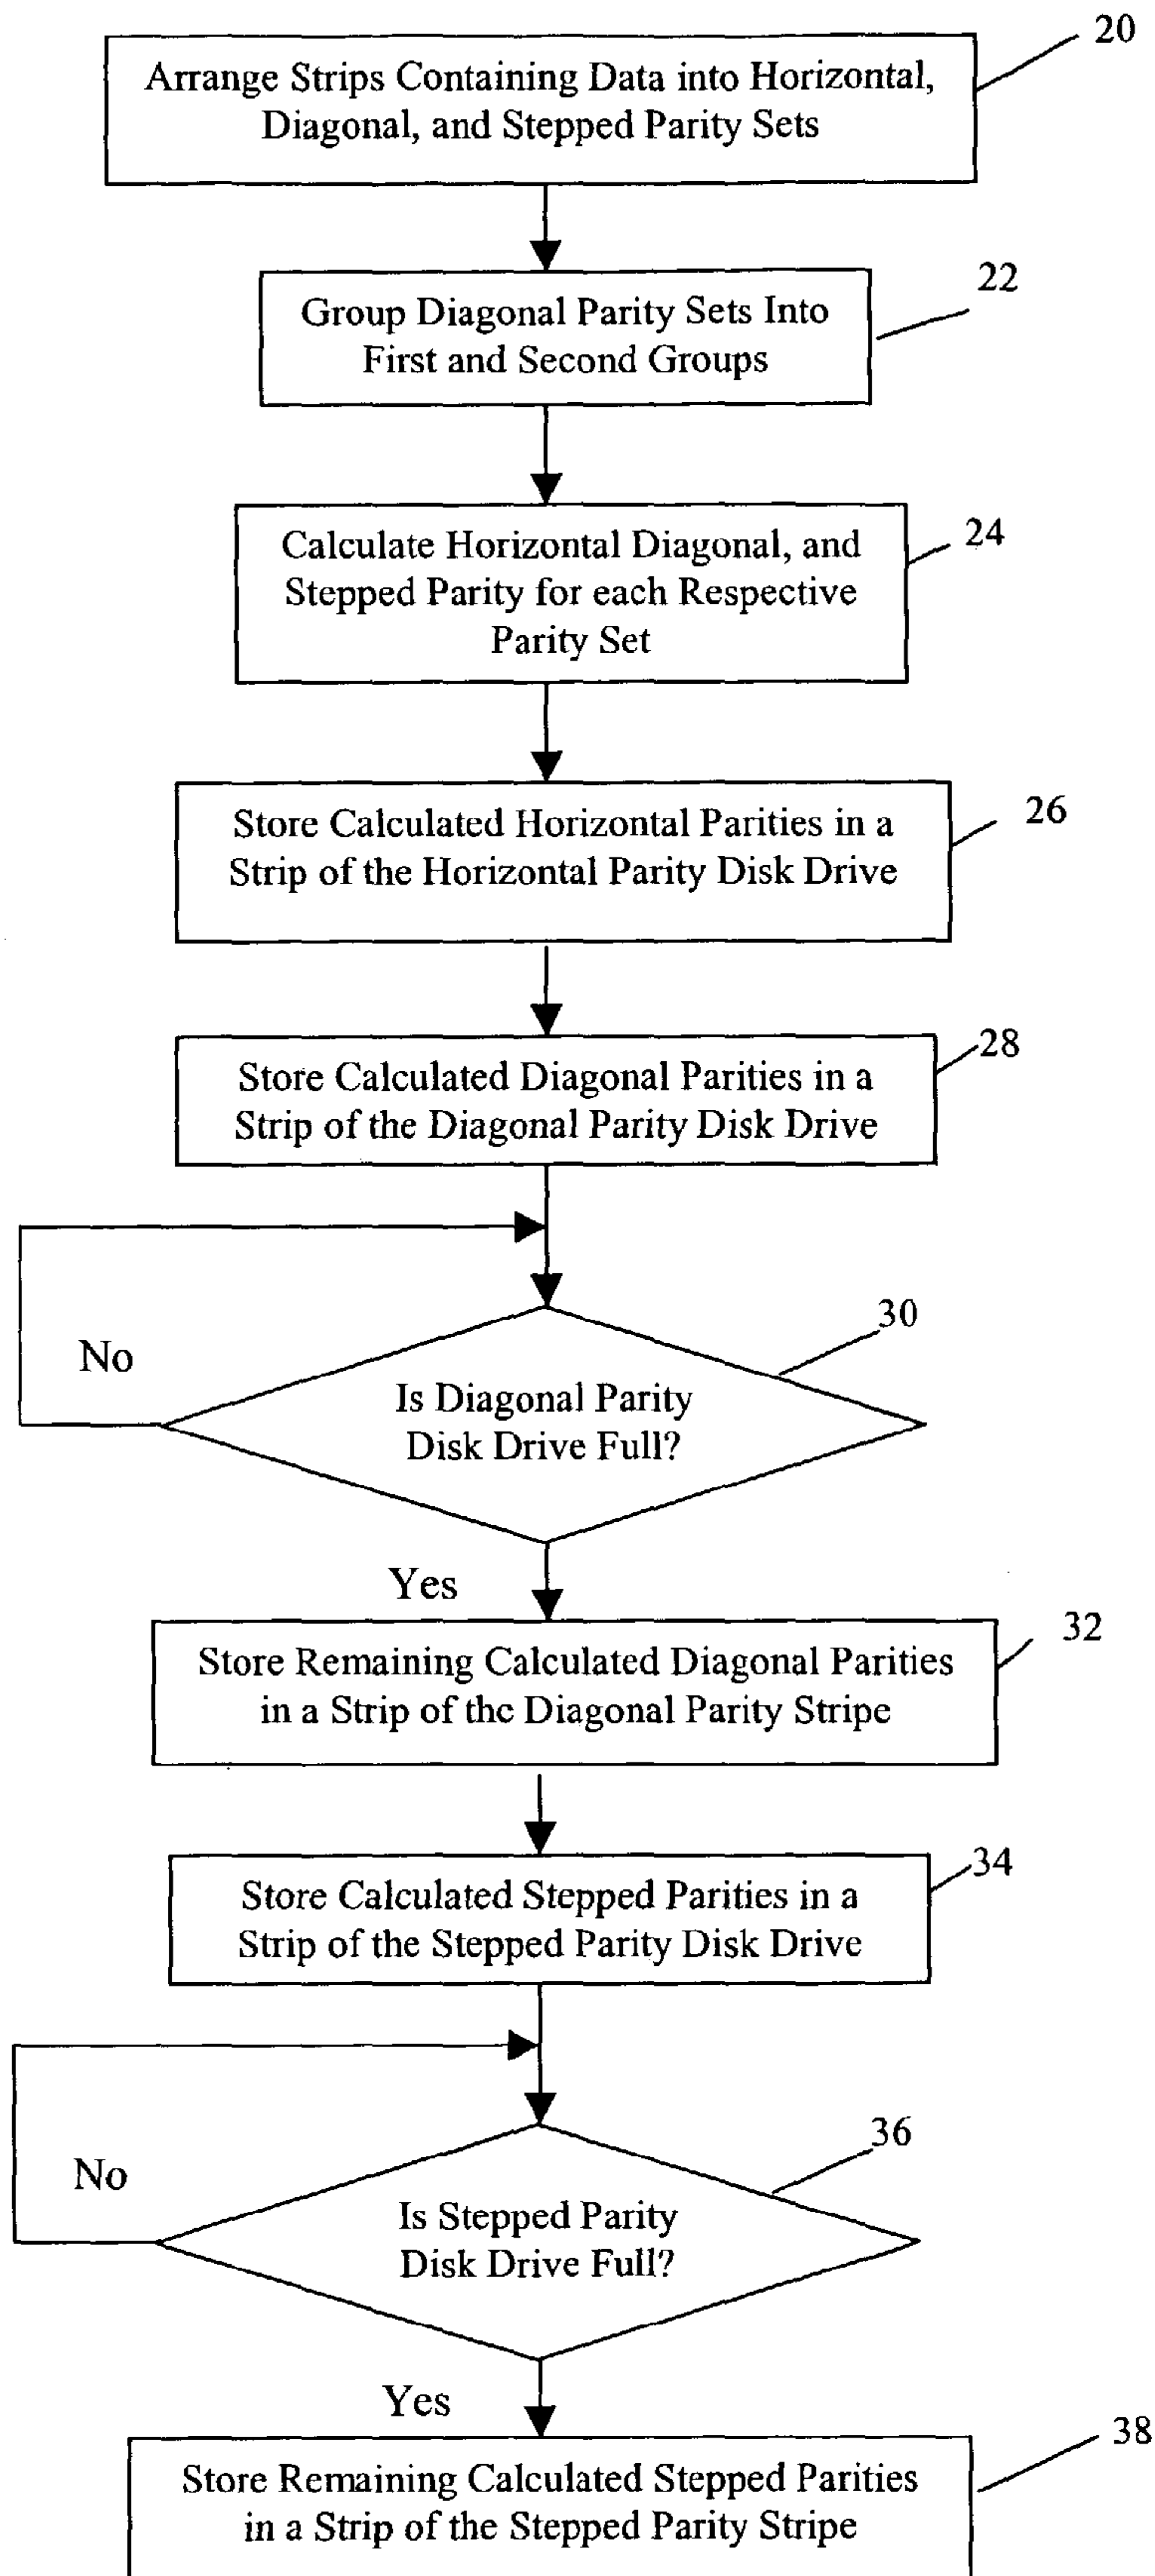 20
Arrange Strips Containing Data into Horizontal,
Diagonal, and Stepped Parity Sets
22
Group Diagonal Parity Sets Into
First and Second Groups
24
Calculate Horizontal Diagonal, and
Stepped Parity for each Respective
Parity Set
26
Store Calculated Horizontal Parities in a
Strip of the Horizontal Parity Disk Drive
28
Store Calculated Diagonal Parities in a
Strip of the Diagonal Parity Disk Drive
30
No
Is Diagonal Parity
Disk Drive Full?
Yes
32
Store Remaining Calculated Diagonal Parities
in a Strip of the Diagonal Parity Stripe
34
Store Calculated Stepped Parities in a
Strip of the Stepped Parity Disk Drive
36
No
Is Stepped Parity
Disk Drive Full?
Yes
38
Store Remaining Calculated Stepped Parities
in a Strip of the Stepped Parity Stripe